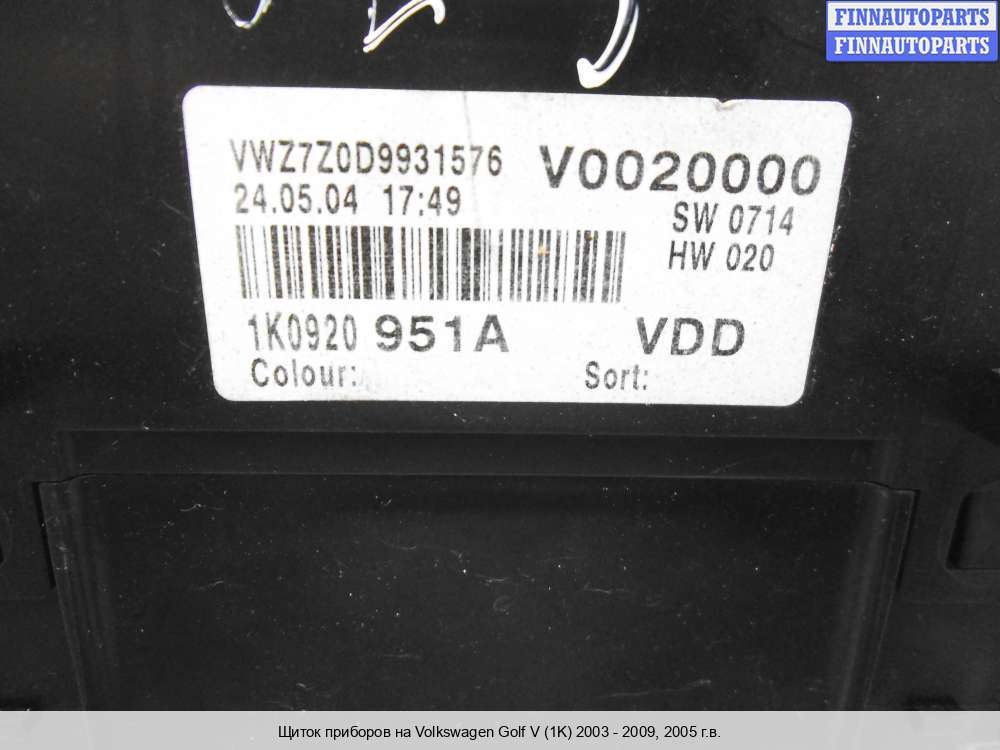 FINNAUTOPARTS
FINNAUTOPARTS
VWZ7Z0D9931576 V0020000
24.05.04 17:49 SW 0714
HW 020
1K0920 951A VDD
Colour: Sort:
Щиток приборов на Volkswagen Golf V (1K) 2003 - 2009, 2005 г.в.